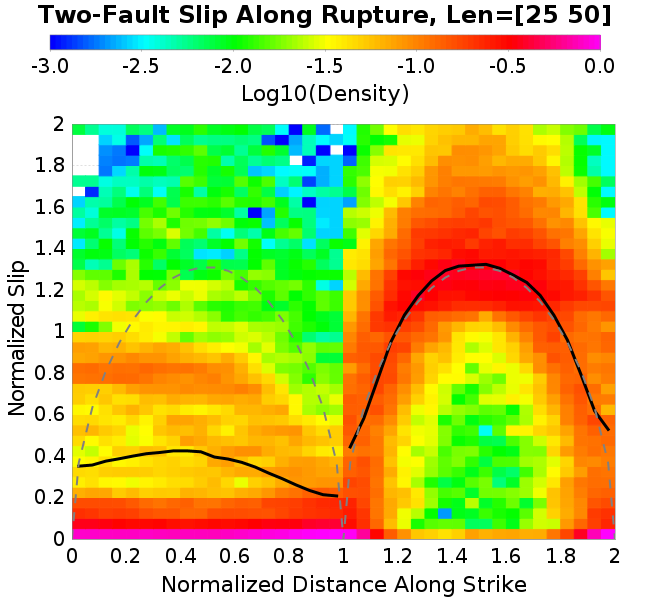 Two-Fault Slip Along Rupture, Len=[25 50]
-3.0 -2.5 -2.0 -1.5 -1.0 -0.5 0.0
Log10(Density)
Normalized Slip
2
1.8
1.6
1.4
1.2
1
0.8
0.6
0.4
0.2
0
0 0.2 0.4 0.6 0.8 1 1.2 1.4 1.6 1.8 2
Normalized Distance Along Strike